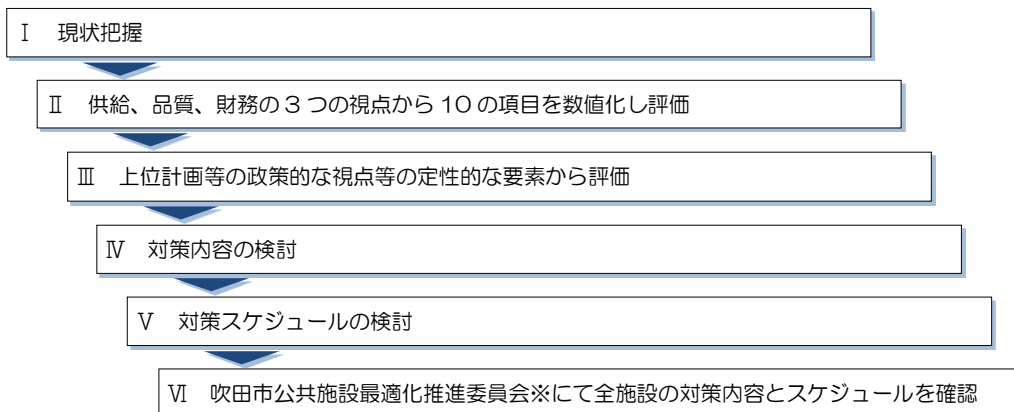 Ⅰ 現状把握
Ⅱ 供給、品質、財務の3つの視点から10の項目を数値化し評価
Ⅲ 上位計画等の政策的な視点等の定性的な要素から評価
Ⅳ 対策内容の検討
Ⅴ 対策スケジュールの検討
Ⅵ 吹田市公共施設最適化推進委員会※にて全施設の対策内容とスケジュールを確認